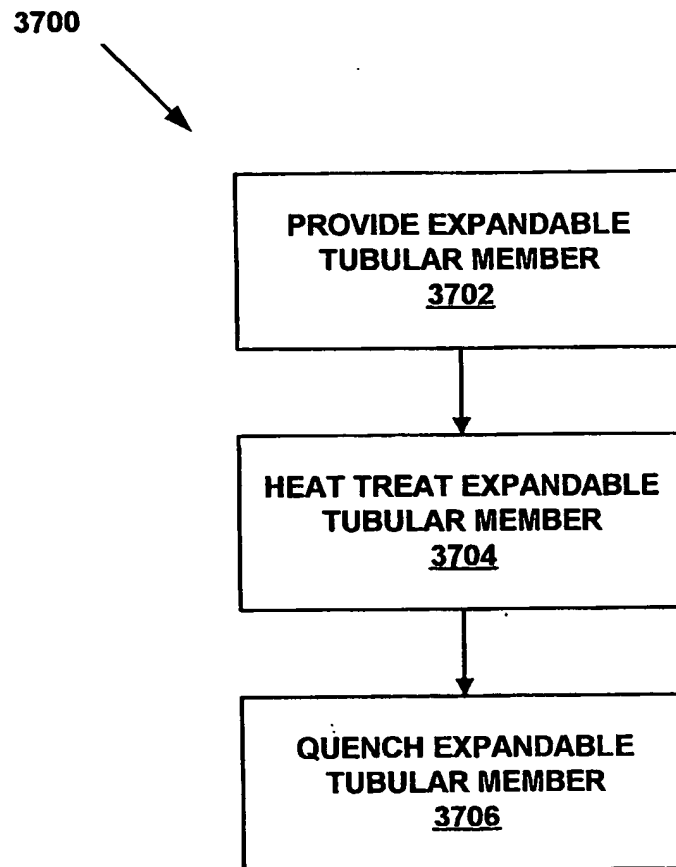 3700
PROVIDE EXPANDABLE
TUBULAR MEMBER
3702
HEAT TREAT EXPANDABLE
TUBULAR MEMBER
3704
QUENCH EXPANDABLE
TUBULAR MEMBER
3706